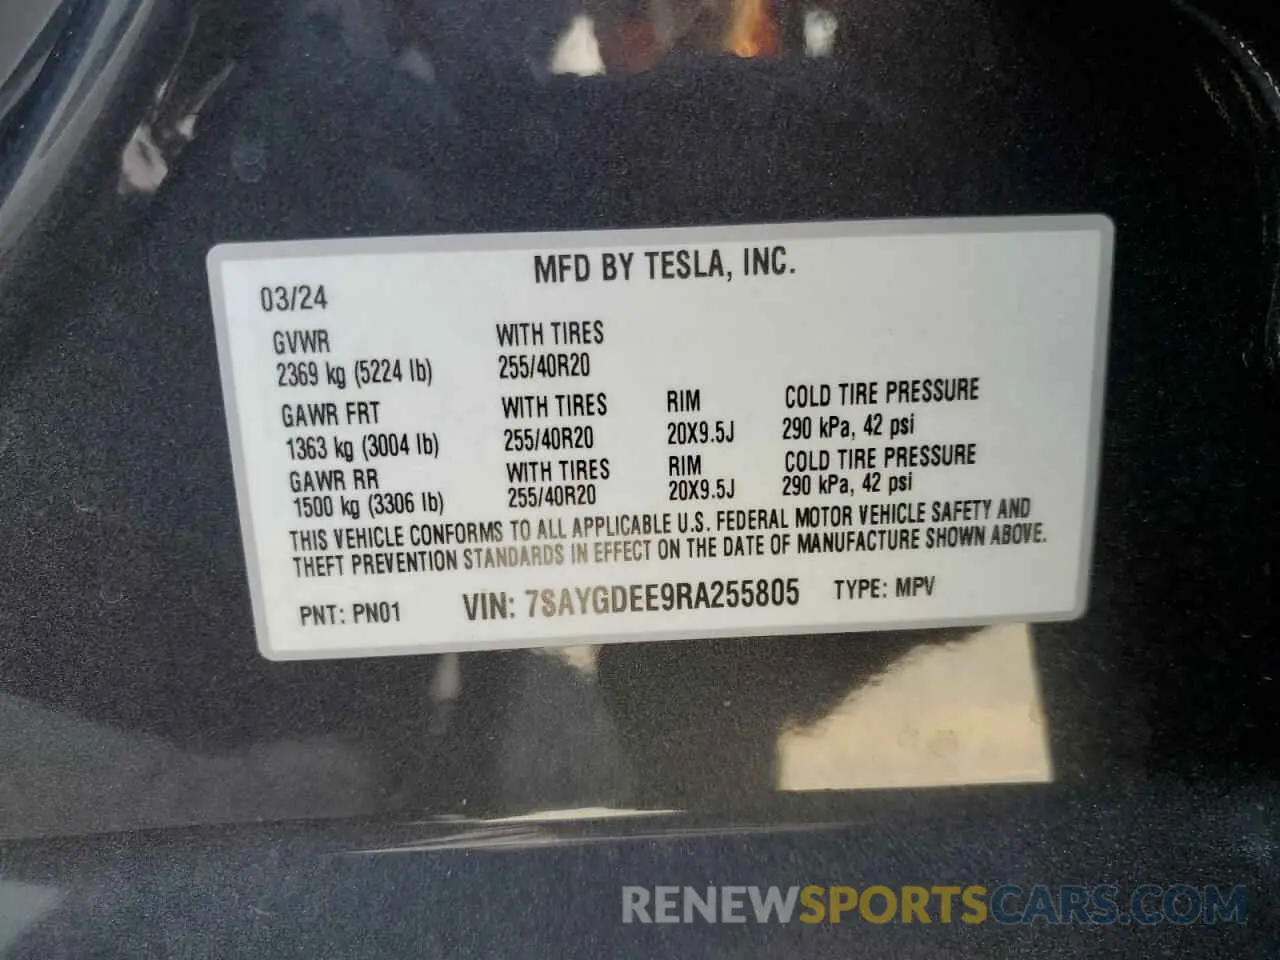 MFD BY TESLA, INC.
03/24
GVWR WITH TIRES
2369 kg (5224 lb) 255/40R20
GAWR FRT WITH TIRES RIM COLD TIRE PRESSURE
1363 kg (3004 lb) 255/40R20 20X9.5J 290 kPa, 42 psi
GAWR RR WITH TIRES RIM COLD TIRE PRESSURE
1500 kg (3306 lb) 255/40R20 20X9.5J 290 kPa, 42 psi
THIS VEHICLE CONFORMS TO ALL APPLICABLE U.S. FEDERAL MOTOR VEHICLE SAFETY AND
THEFT PREVENTION STANDARDS IN EFFECT ON THE DATE OF MANUFACTURE SHOWN ABOVE.
PNT: PN01 VIN: 7SAYGDEE9RA255805 TYPE: MPV
RENEWSPORTSCARS.COM